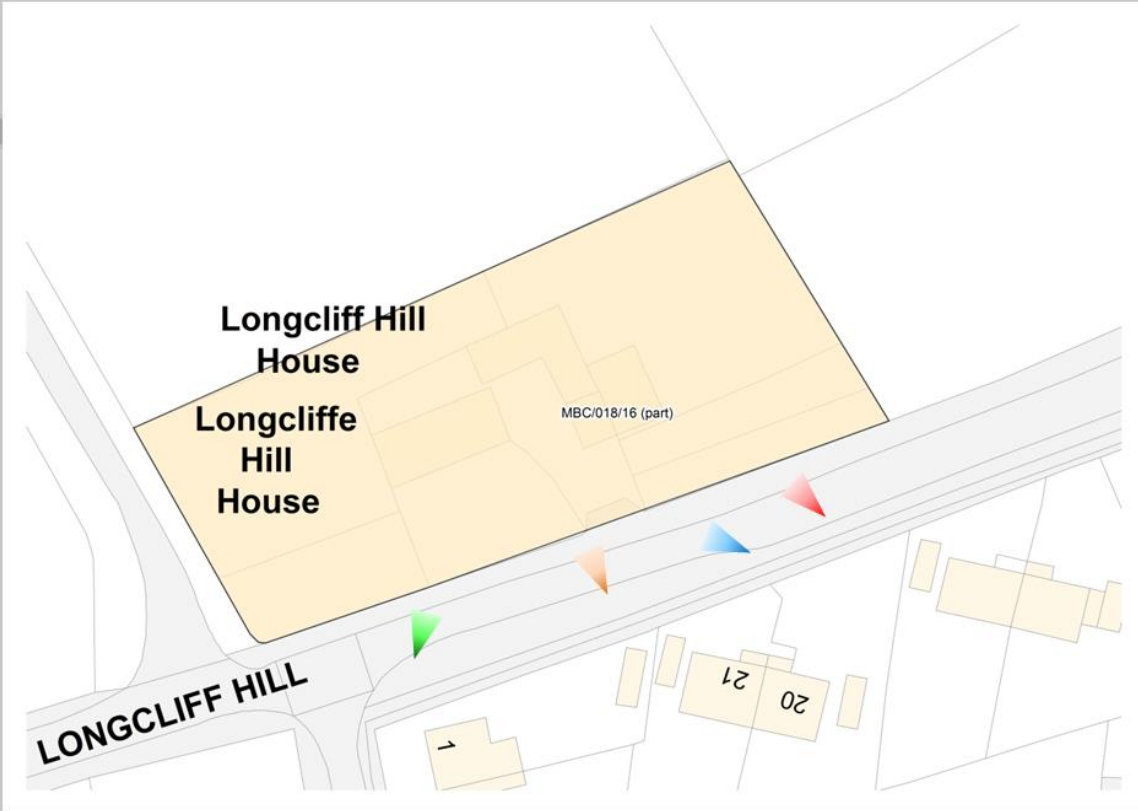 Longcliff Hill
House
Longcliffe
Hill
House
MBC/018/16 (part)
LONGCLIFF HILL
21
20
1